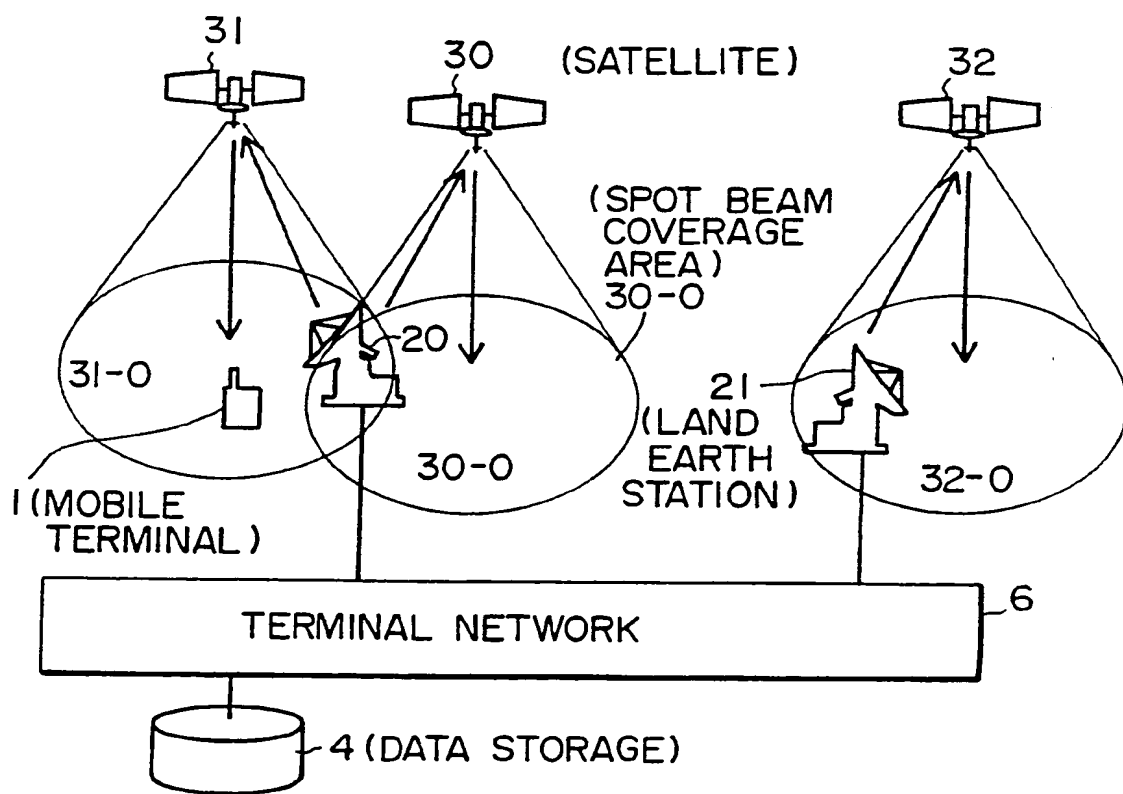 31
30
(SATELLITE)
32
(SPOT BEAM
COVERAGE
AREA)
30-0
20
31-0
21
(LAND
EARTH
STATION)
30-0
32-0
1 (MOBILE
TERMINAL)
6
TERMINAL NETWORK
4 (DATA STORAGE)